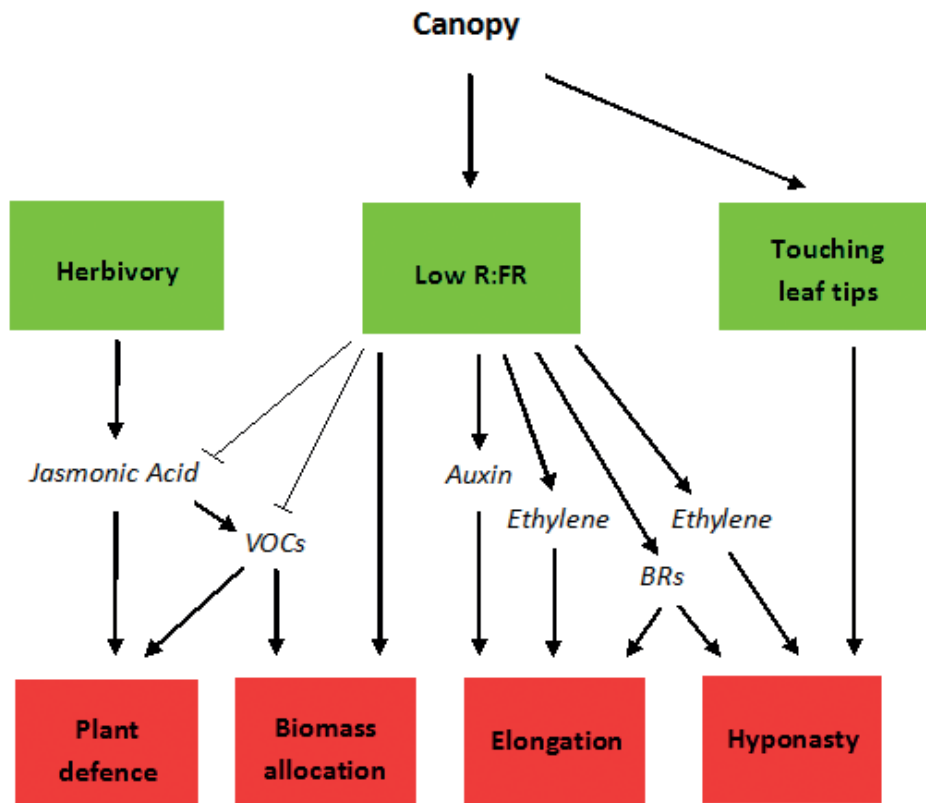 Canopy
Herbivory
Low R:FR
Touching
leaf tips
Jasmonic Acid
Auxin
Ethylene
Ethylene
VOCs
BRs
Plant
defence
Biomass
allocation
Elongation
Hyponasty